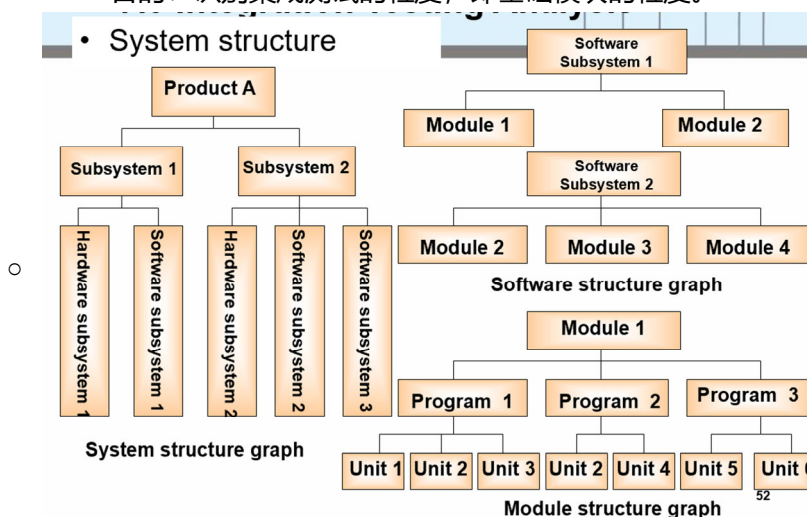 • System structure
Product A
Subsystem 1
Subsystem 2
Hardware subsystem 1
Software subsystem 1
Hardware subsystem 2
Software subsystem 2
Software subsystem 3
System structure graph
Software
Subsystem 1
Module 1
Module 2
Software
Subsystem 2
Module 2
Module 3
Module 4
Software structure graph
Module 1
Program 1
Program 2
Program 3
Unit 1
Unit 2
Unit 3
Unit 2
Unit 4
Unit 5
Unit
52
Module structure graph